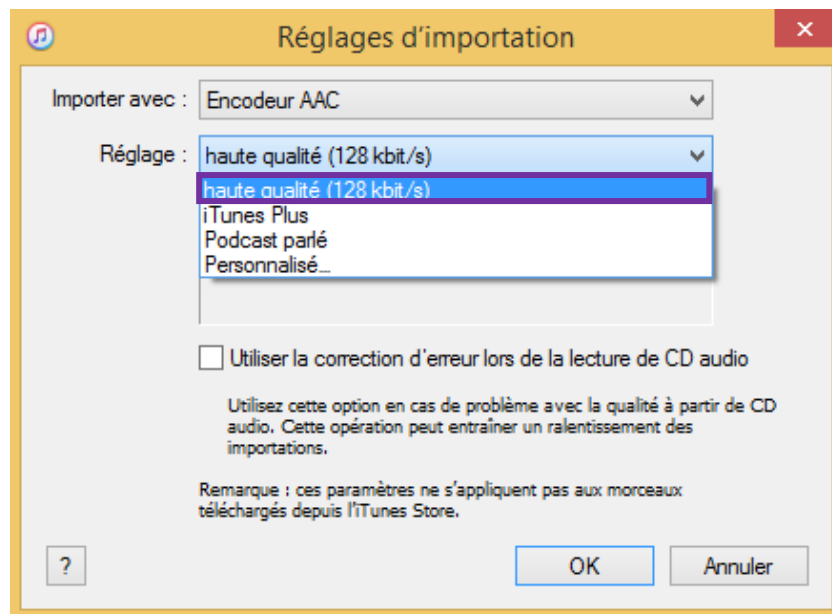 Réglages d'importation
Importer avec : Encodeur AAC
Réglage : haute qualité (128 kbit/s)
haute qualité (128 kbit/s)
iTunes Plus
Podcast parlé
Personnalisé...
Utiliser la correction d'erreur lors de la lecture de CD audio
Utilisez cette option en cas de problème avec la qualité à partir de CD
audio. Cette opération peut entraîner un ralentissement des
importations.
Remarque : ces paramètres ne s'appliquent pas aux morceaux
téléchargés depuis l'iTunes Store.
?
OK
Annuler